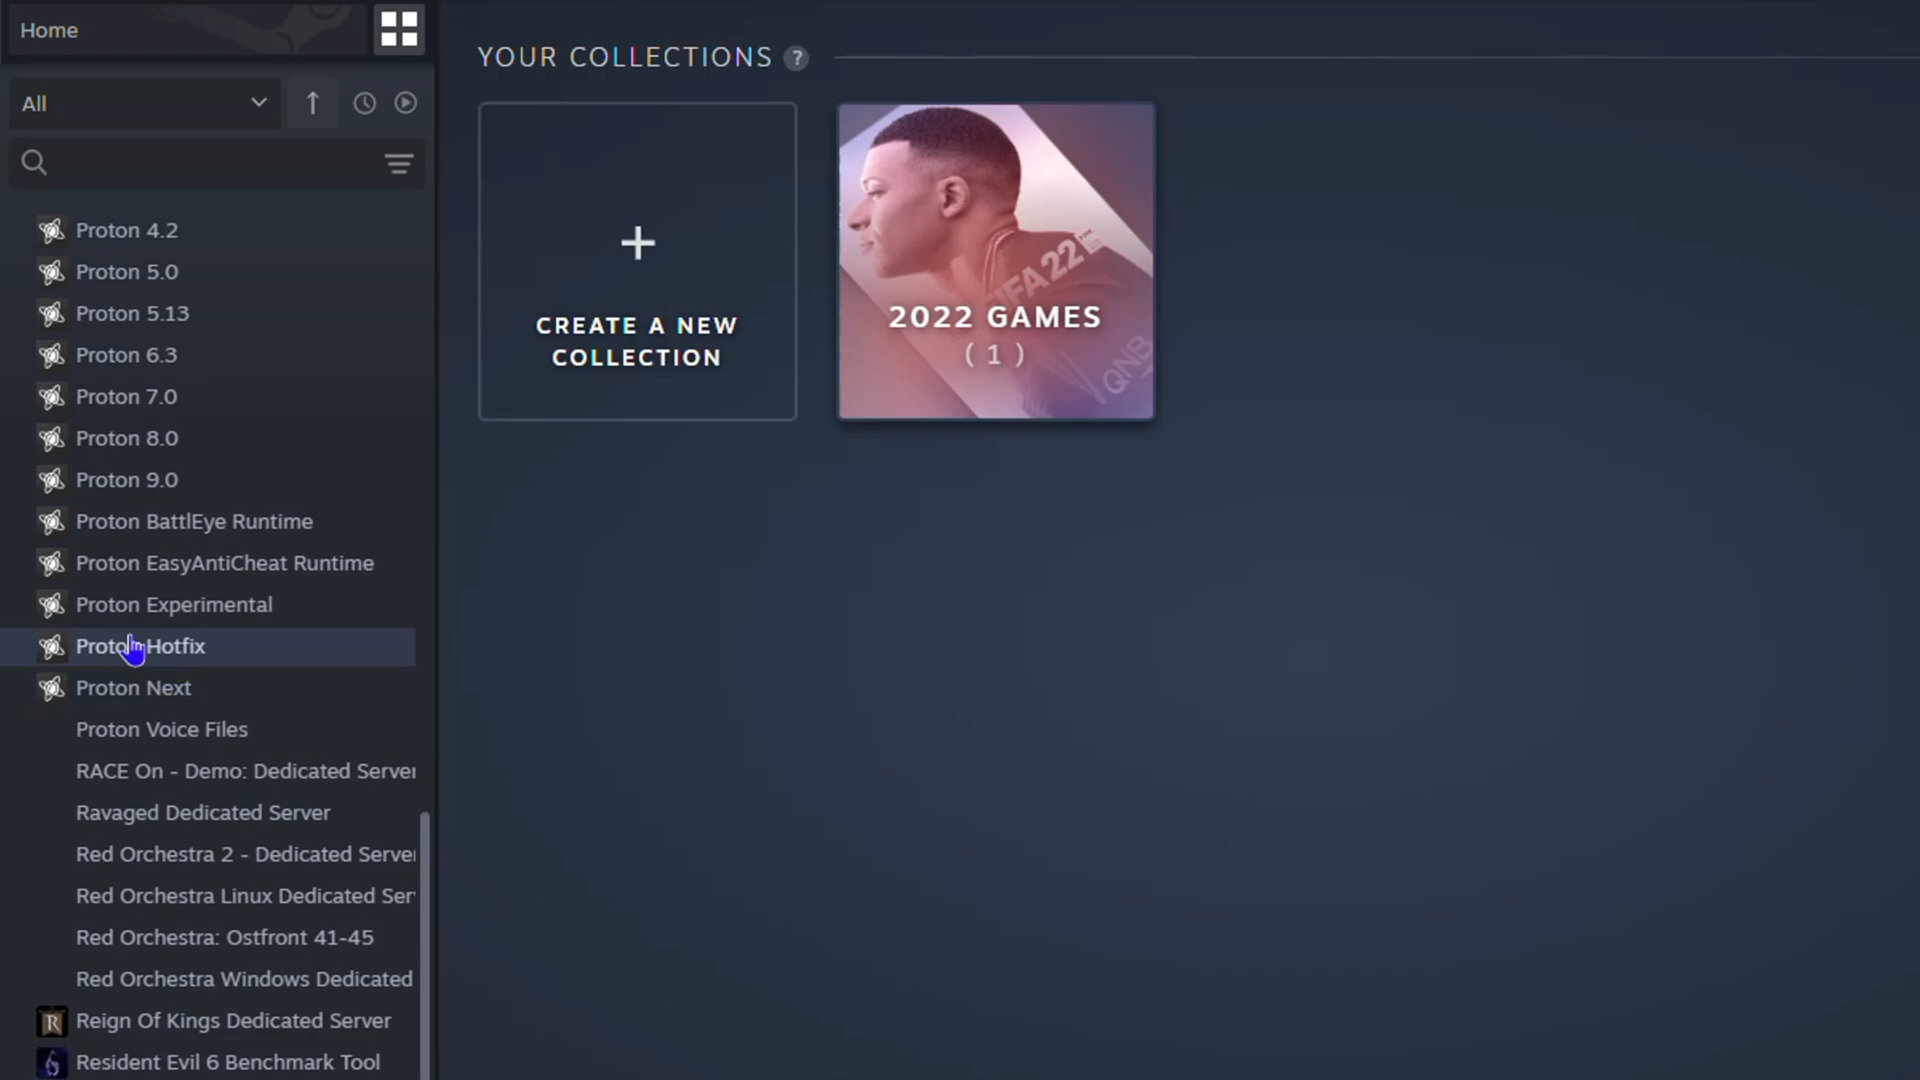 Home
All
Proton 4.2
Proton 5.0
Proton 5.13
Proton 6.3
Proton 7.0
Proton 8.0
Proton 9.0
Proton BattlEye Runtime
Proton EasyAntiCheat Runtime
Proton Experimental
Proton Hotfix
Proton Next
Proton Voice Files
RACE On - Demo: Dedicated Server
Ravaged Dedicated Server
Red Orchestra 2 - Dedicated Server
Red Orchestra Linux Dedicated Ser
Red Orchestra: Ostfront 41-45
Red Orchestra Windows Dedicated
Reign Of Kings Dedicated Server
Resident Evil 6 Benchmark Tool
YOUR COLLECTIONS ?
CREATE A NEW
COLLECTION
FIFA 22
2022 GAMES
( 1 )
QNB